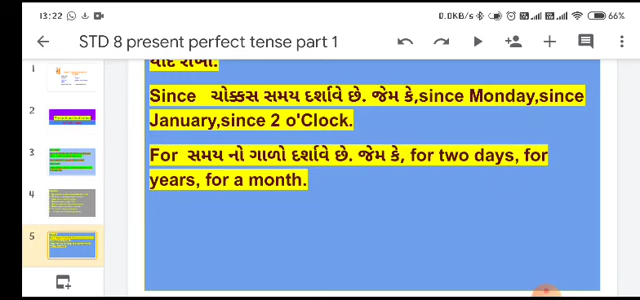 13:22
0.0KB/s
66%
STD 8 present perfect tense part 1
યાદ રાખો.
Since ચોક્કસ સમય દર્શાવે છે. જેમ કે,since Monday,since
January,since 2 o'Clock.
For સમય નો ગાળો દર્શાવે છે. જેમ કે, for two days, for
years, for a month.
1
2
3
4
5